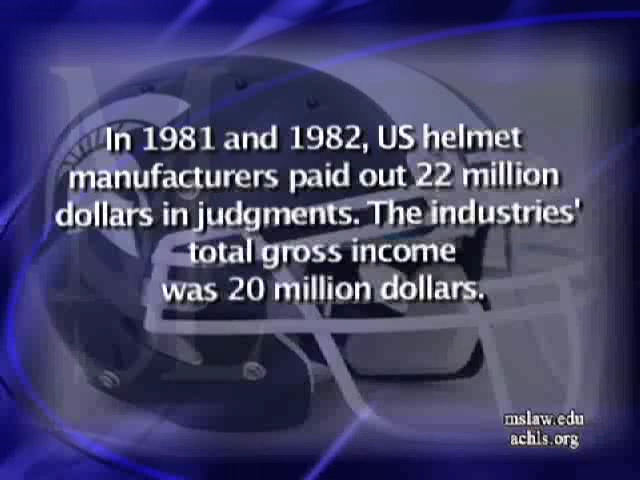 In 1981 and 1982, US helmet
manufacturers paid out 22 million
dollars in judgments. The industries'
total gross income
was 20 million dollars.
mslaw.edu
achis.org